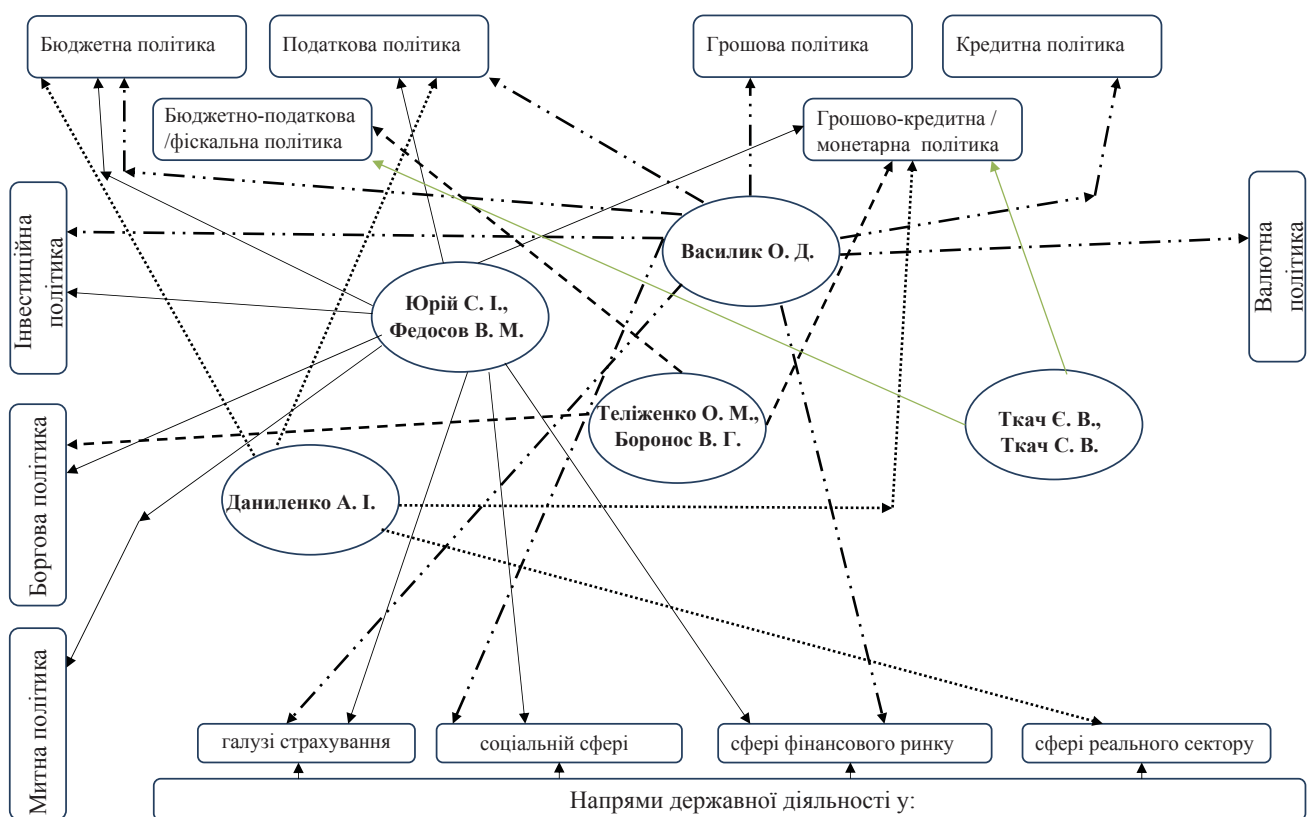 Бюджетна політика
Податкова політика
Грошова політика
Кредитна політика
Бюджетно-податкова
/фіскальна політика
Грошово-кредитна /
монетарна політика
Інвестиційна
політика
Василик О. Д.
Валютна
політика
Юрій С. І.,
Федосов В. М.
Теліженко О. М.,
Боронос В. Г.
Ткач Є. В.,
Ткач С. В.
Боргова політика
Даниленко А. І.
Митна політика
галузі страхування
соціальній сфері
сфері фінансового ринку
сфері реального сектору
Напрями державної діяльності у: